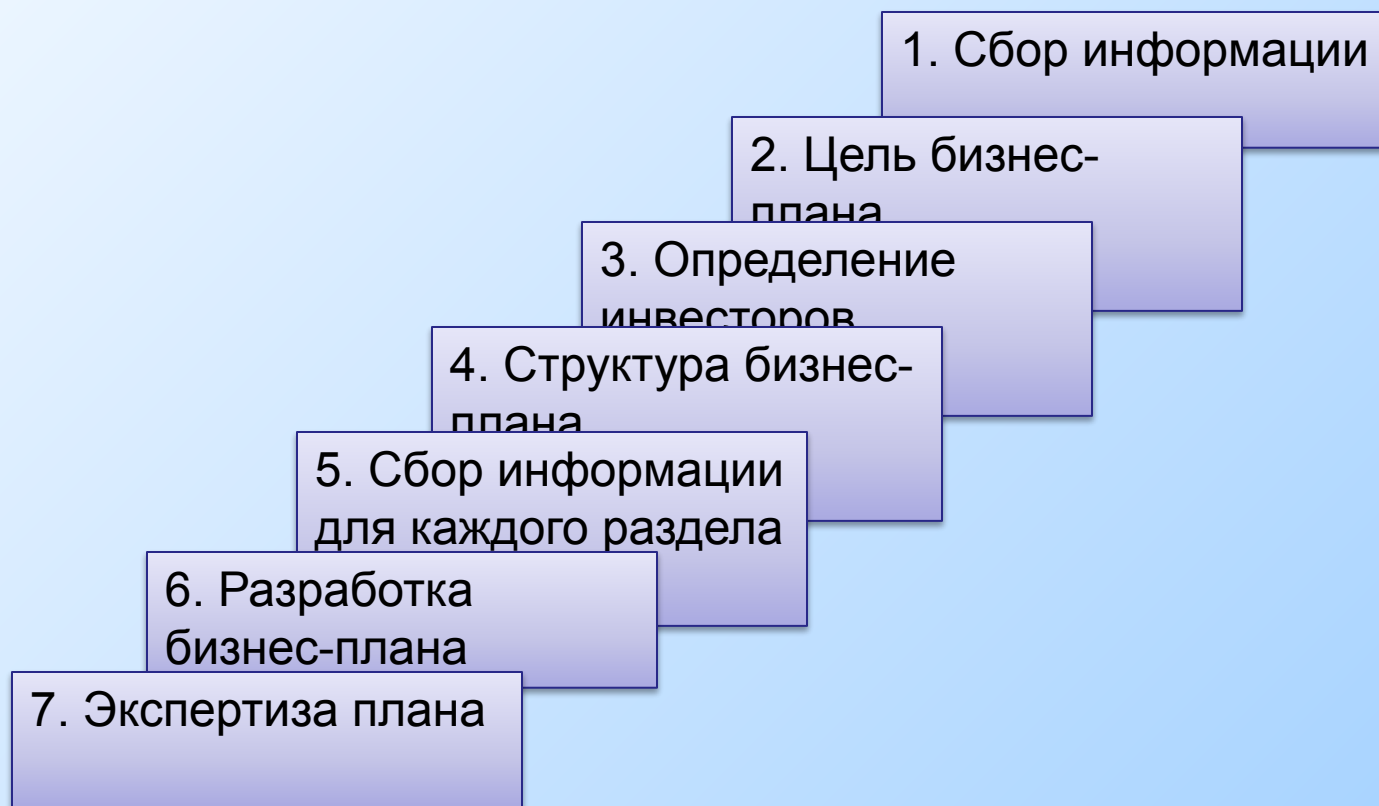 1. Сбор информации
2. Цель бизнес-
плана
3. Определение
инвесторов
4. Структура бизнес-
плана
5. Сбор информации
для каждого раздела
6. Разработка
бизнес-плана
7. Экспертиза плана